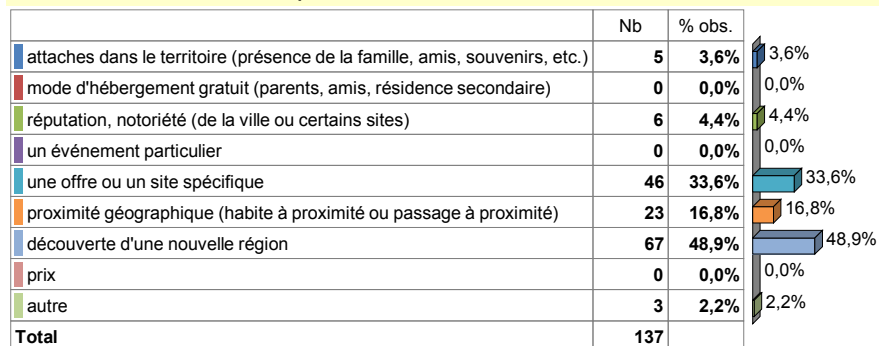 Nb % obs.
attaches dans le territoire (présence de la famille, amis, souvenirs, etc.) 5 3,6% 3,6%
mode d'hébergement gratuit (parents, amis, résidence secondaire) 0 0,0% 0,0%
réputation, notoriété (de la ville ou certains sites) 6 4,4% 4,4%
un événement particulier 0 0,0% 0,0%
une offre ou un site spécifique 46 33,6% 33,6%
proximité géographique (habite à proximité ou passage à proximité) 23 16,8% 16,8%
découverte d'une nouvelle région 67 48,9% 48,9%
prix 0 0,0% 0,0%
autre 3 2,2% 2,2%
Total 137